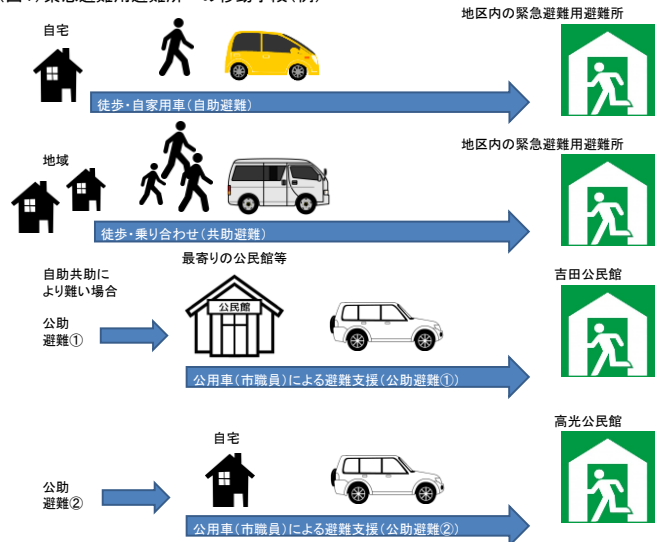 自宅
地区内の緊急避難用避難所
徒歩・自家用車（自助避難）
地域
地区内の緊急避難用避難所
徒歩・乗り合わせ（共助避難）
自助共助に
より難い場合
最寄りの公民館等
吉田公民館
公民館
公助
避難①
公用車（市職員）による避難支援（公助避難①）
自宅
高光公民館
公助
避難②
公用車（市職員）による避難支援（公助避難②）